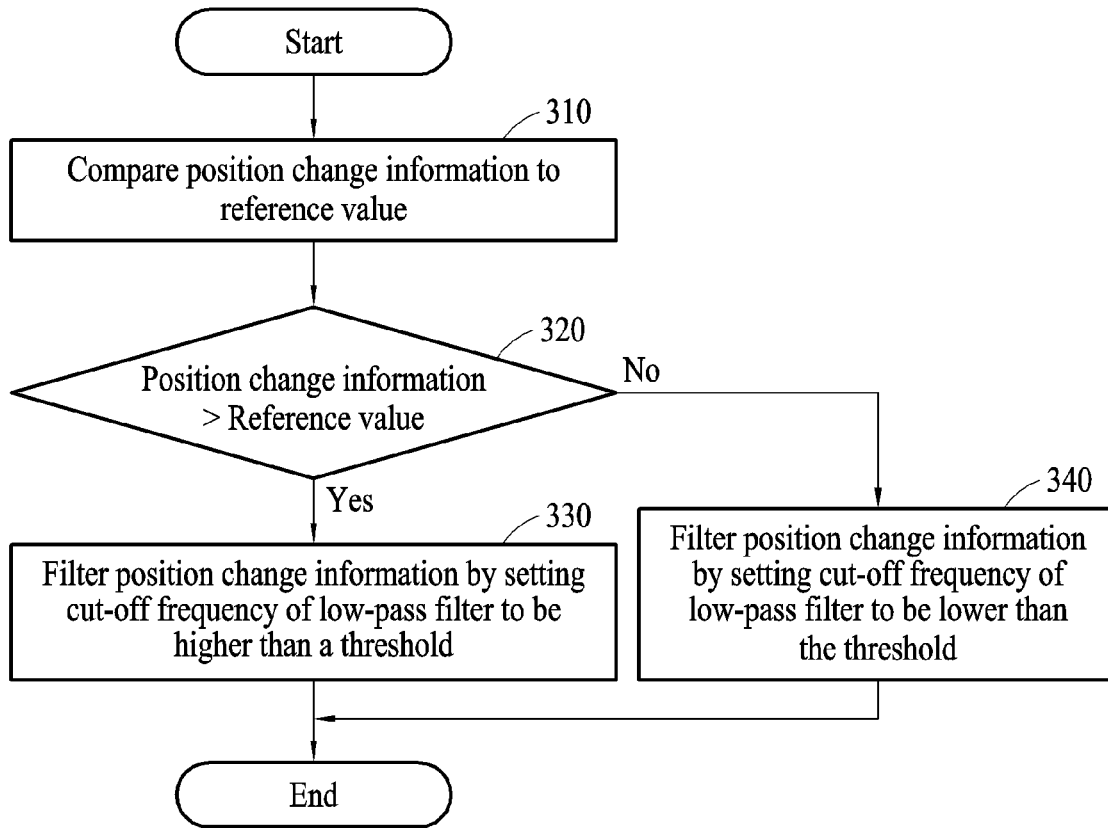 Start
310
Compare position change information to
reference value
320
Position change information
> Reference value
No
Yes
330
Filter position change information by setting
cut-off frequency of low-pass filter to be
higher than a threshold
340
Filter position change information
by setting cut-off frequency of
low-pass filter to be lower than
the threshold
End